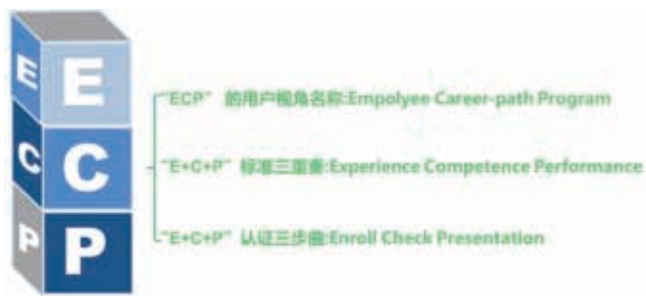 E E
C C
P P
"ECP" 的用户视角名称:Empolyee Career-path Program
"E+C+P" 标准三重奏:Experience Competence Performance
"E+C+P" 认证三步曲:Enroll Check Presentation